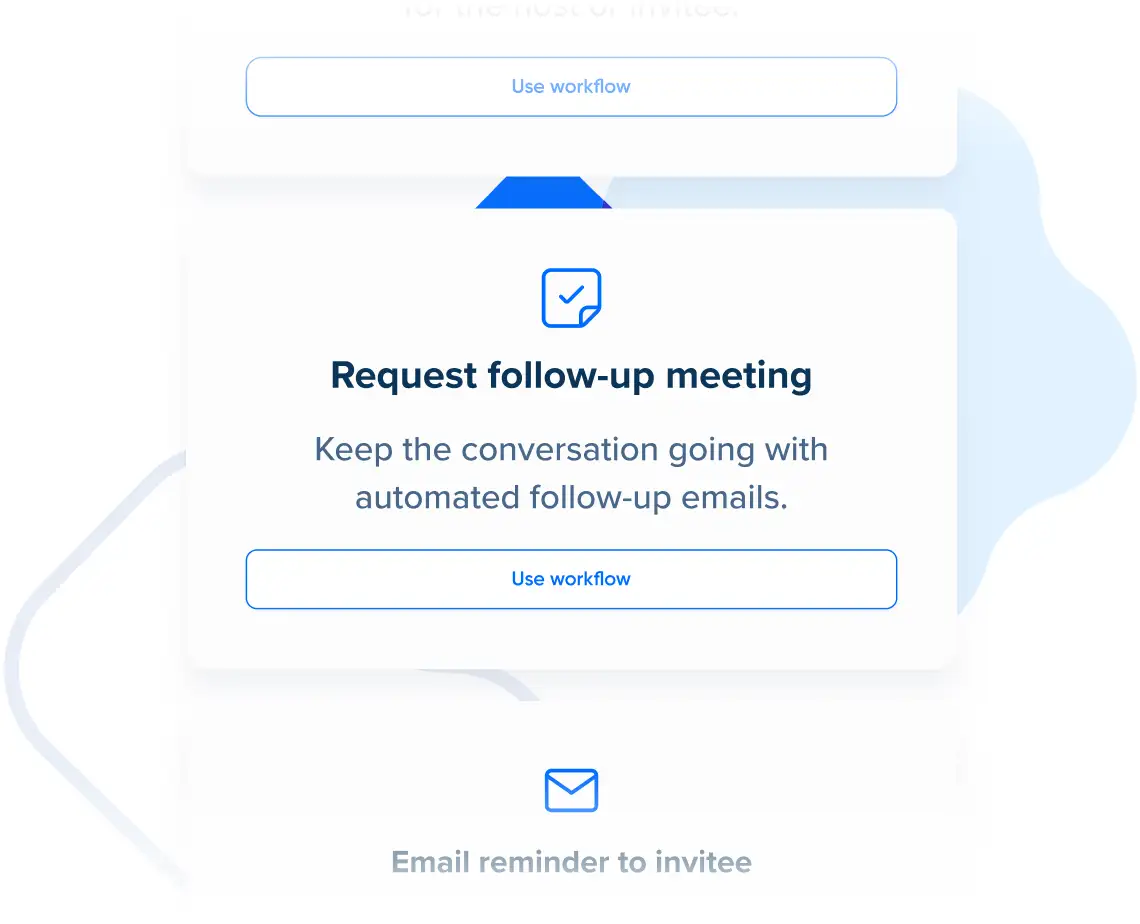 for the host or invitee.
Use workflow
Request follow-up meeting
Keep the conversation going with
automated follow-up emails.
Use workflow
Email reminder to invitee